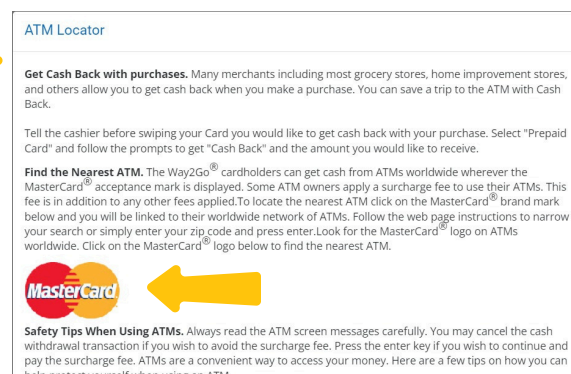 ATM Locator
Get Cash Back with purchases. Many merchants including most grocery stores, home improvement stores,
and others allow you to get cash back when you make a purchase. You can save a trip to the ATM with Cash
Back.
Tell the cashier before swiping your Card you would like to get cash back with your purchase. Select "Prepaid
Card" and follow the prompts to get "Cash Back" and the amount you would like to receive.
Find the Nearest ATM. The Way2Go® cardholders can get cash from ATMs worldwide wherever the
MasterCard® acceptance mark is displayed. Some ATM owners apply a surcharge fee to use their ATMs. This
fee is in addition to any other fees applied.To locate the nearest ATM click on the MasterCard® brand mark
below and you will be linked to their worldwide network of ATMs. Follow the web page instructions to narrow
your search or simply enter your zip code and press enter.Look for the MasterCard® logo on ATMs
worldwide. Click on the MasterCard® logo below to find the nearest ATM.
MasterCard
Safety Tips When Using ATMs. Always read the ATM screen messages carefully. You may cancel the cash
withdrawal transaction if you wish to avoid the surcharge fee. Press the enter key if you wish to continue and
pay the surcharge fee. ATMs are a convenient way to access your money. Here are a few tips on how you can
help protect yourself when using an ATM